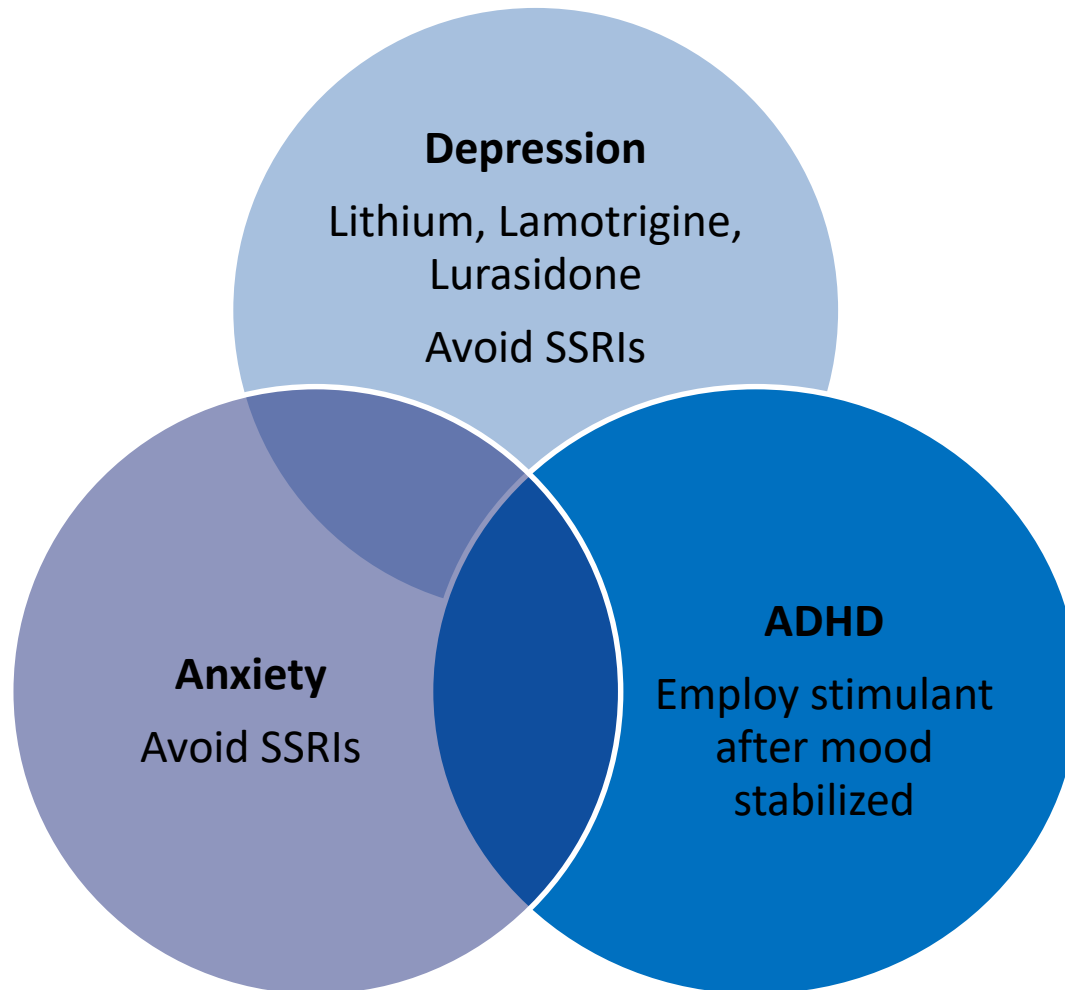 Depression
Lithium, Lamotrigine,
Lurasidone
Avoid SSRIs
Anxiety
Avoid SSRIs
ADHD
Employ stimulant
after mood
stabilized